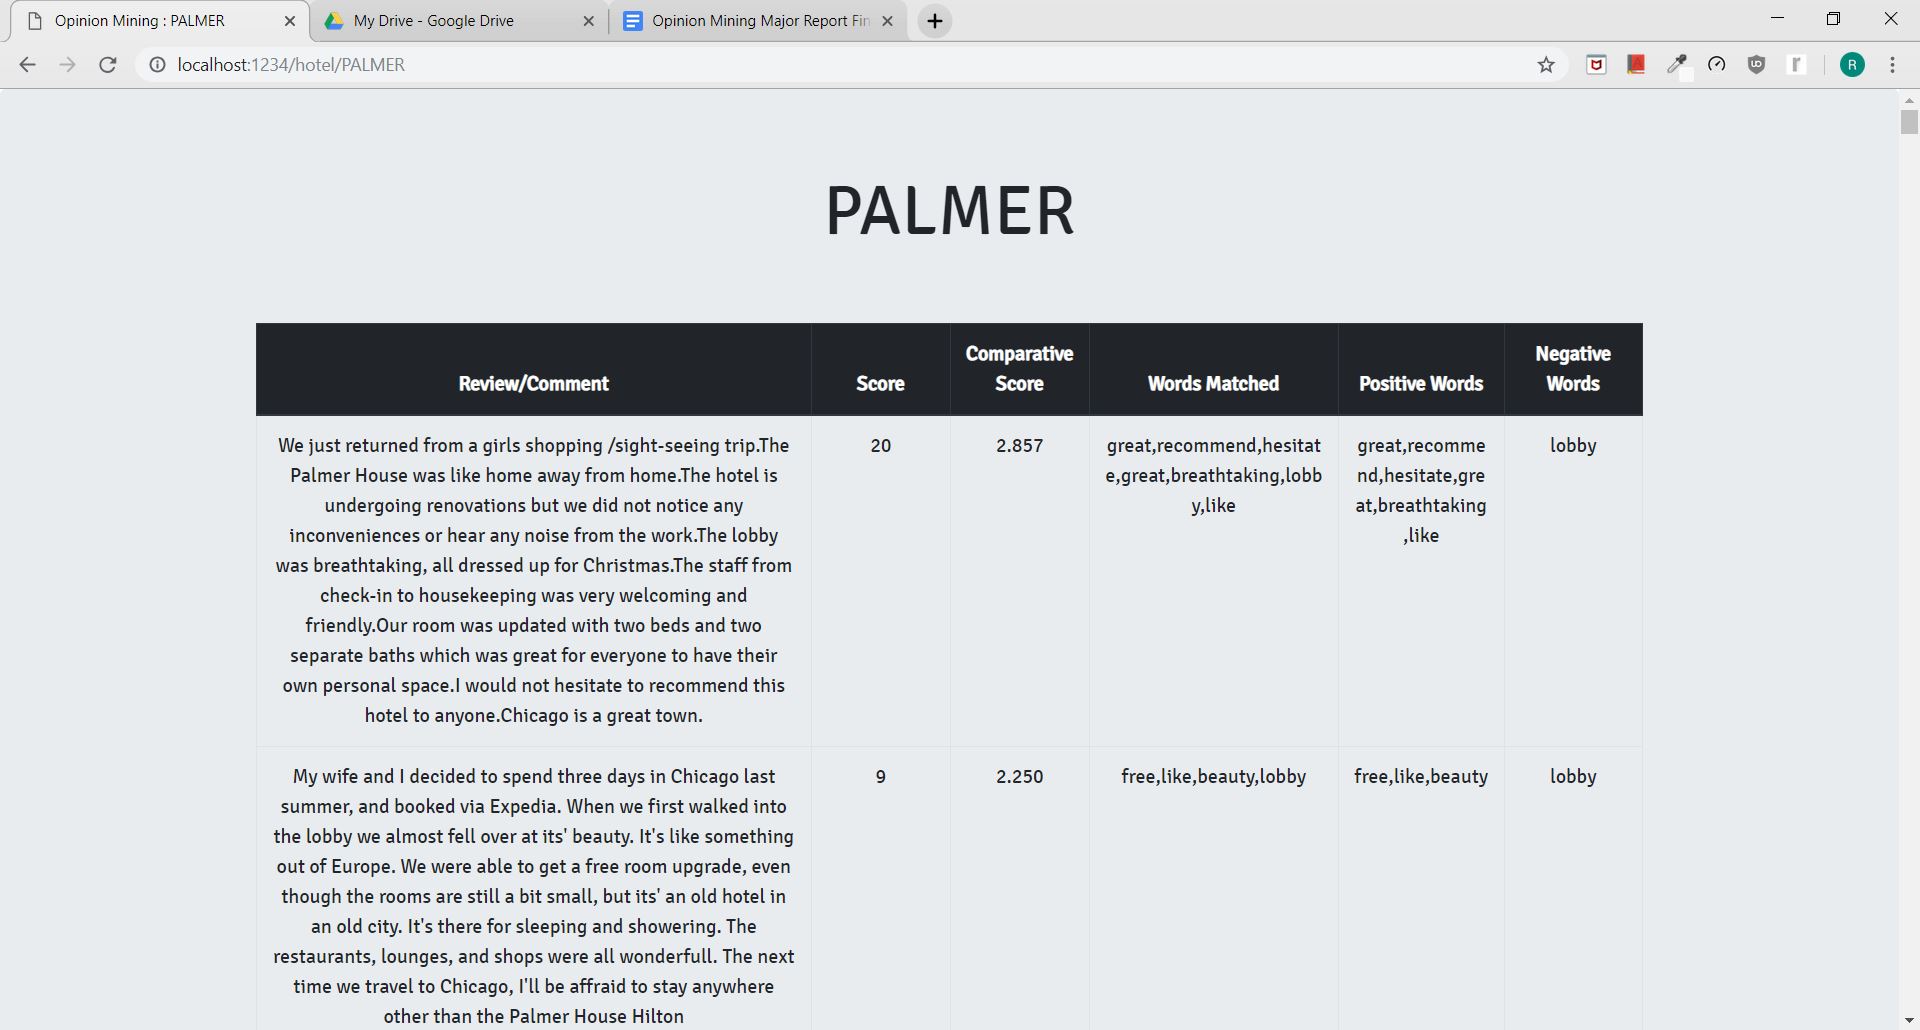 Opinion Mining : PALMER
My Drive - Google Drive
Opinion Mining Major Report Fin
localhost:1234/hotel/PALMER
R
PALMER
Review/Comment
Score
Comparative
Score
Words Matched
Positive Words
Negative
Words
We just returned from a girls shopping /sight-seeing trip.The
Palmer House was like home away from home.The hotel is
undergoing renovations but we did not notice any
inconveniences or hear any noise from the work.The lobby
was breathtaking, all dressed up for Christmas.The staff from
check-in to housekeeping was very welcoming and
friendly.Our room was updated with two beds and two
separate baths which was great for everyone to have their
own personal space.I would not hesitate to recommend this
hotel to anyone.Chicago is a great town.
20
2.857
great,recommend,hesitat
e,great,breathtaking,lobb
y,like
great,recomme
nd,hesitate,gre
at,breathtaking
,like
lobby
My wife and I decided to spend three days in Chicago last
summer, and booked via Expedia. When we first walked into
the lobby we almost fell over at its' beauty. It's like something
out of Europe. We were able to get a free room upgrade, even
though the rooms are still a bit small, but its' an old hotel in
an old city. It's there for sleeping and showering. The
restaurants, lounges, and shops were all wonderfull. The next
time we travel to Chicago, I'll be affraid to stay anywhere
other than the Palmer House Hilton
9
2.250
free,like,beauty,lobby
free,like,beauty
lobby